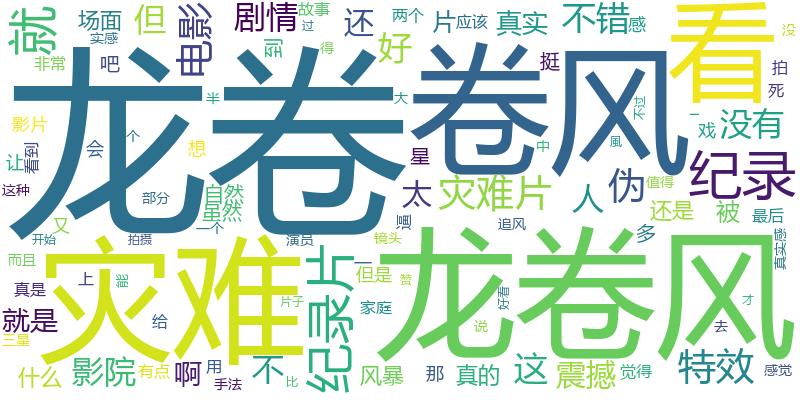 就
场面
但
电影
剧情
故事
过
还
两个
片
应该
真实
不错
感
看
没
实感
非常
吧
到
得
好
挺
拍
死
影片
半
大
龙卷
卷风
不过
一
戏
没有
让
看到
会
个
想
星
中
風
这种
部分
自然
虽然
太
逼
灾难片
人
伪
值得
纪录
又
一个
追风
还是
被
最后
多
真实感
开始
拍摄
演员
镜头
而且
上
能
灾难
纪录片
一
但是
赞
龙卷风
好看
真是
给
片子
家庭
说
去
才
就是
三星
什么
影院
有点
啊
用
手法
不
比
风暴
那
真的
这
震撼
觉得
特效
感觉